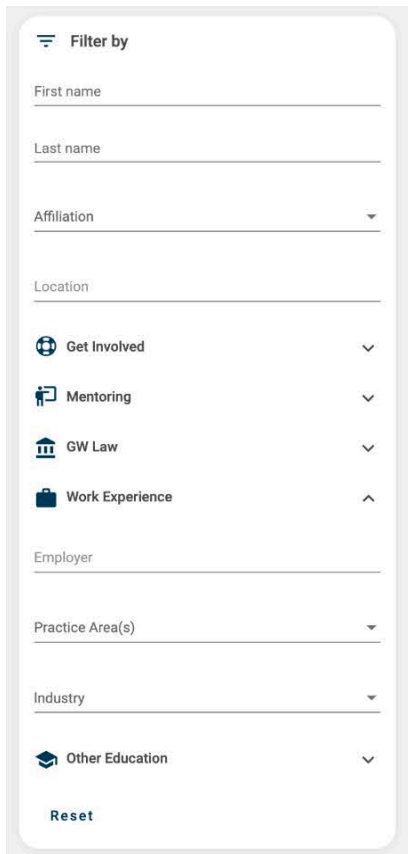 Filter by
First name
Last name
Affiliation
Location
Get Involved
Mentoring
GW Law
Work Experience
Employer
Practice Area(s)
Industry
Other Education
Reset